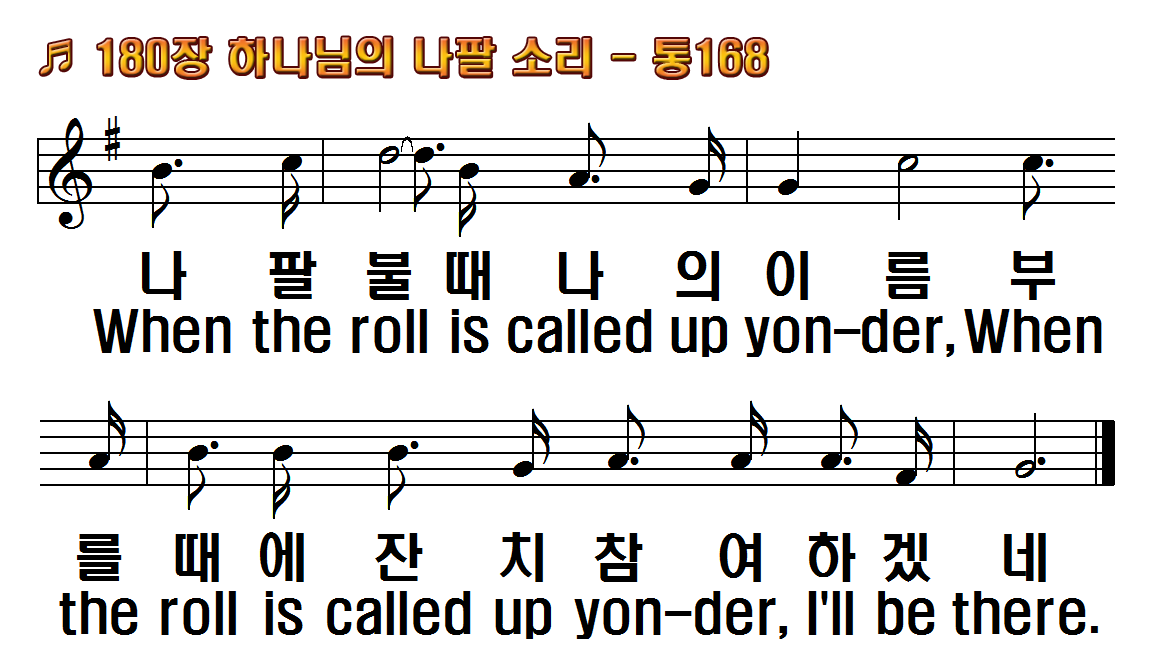 180장 하나님의 나팔 소리 - 통168
나 팔 불 때 나 의 이 름 부
When the roll is called up yon-der, When
를 때 에 잔 치 참 여 하 겠 네
the roll is called up yon-der, I'll be there.